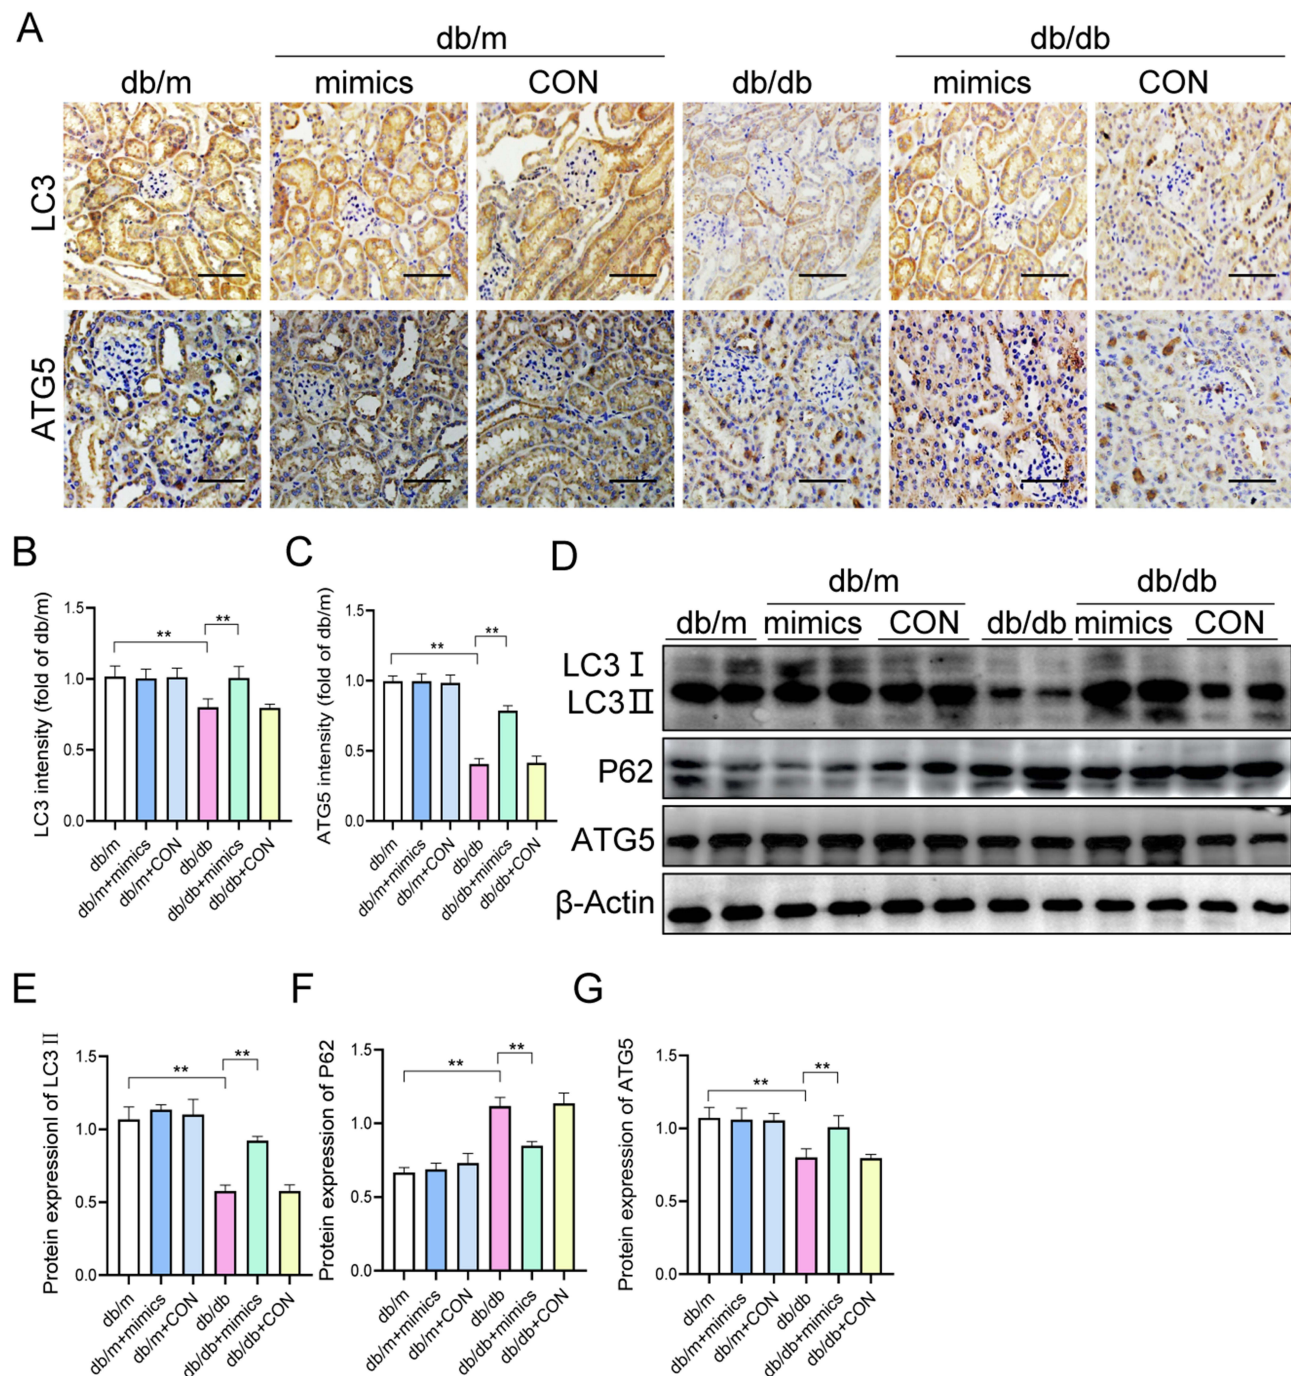 A
db/m
db/db
db/m
mimics
CON
db/db
mimics
CON
LC3
ATG5
B
LC3 intensity (fold of db/m)
1.5
1.0
0.5
0.0
**
**
db/m
db/m+mimics
db/m+CON
db/db
db/db+mimics
db/db+CON
C
ATG5 intensity (fold of db/m)
1.5
1.0
0.5
0.0
**
**
db/m
db/m+mimics
db/m+CON
db/db
db/db+mimics
db/db+CON
D
db/m
db/db
db/m
mimics
CON
db/db
mimics
CON
LC3 Ⅰ
LC3Ⅱ
P62
ATG5
β-Actin
E
Protein expressionl of LC3Ⅱ
1.5
1.0
0.5
0.0
**
**
db/m
db/m+mimics
db/m+CON
db/db
db/db+mimics
db/db+CON
F
Protein expression of P62
1.5
1.0
0.5
0.0
**
**
db/m
db/m+mimics
db/m+CON
db/db
db/db+mimics
db/db+CON
G
Protein expression of ATG5
1.5
1.0
0.5
0.0
**
**
db/m
db/m+mimics
db/m+CON
db/db
db/db+mimics
db/db+CON